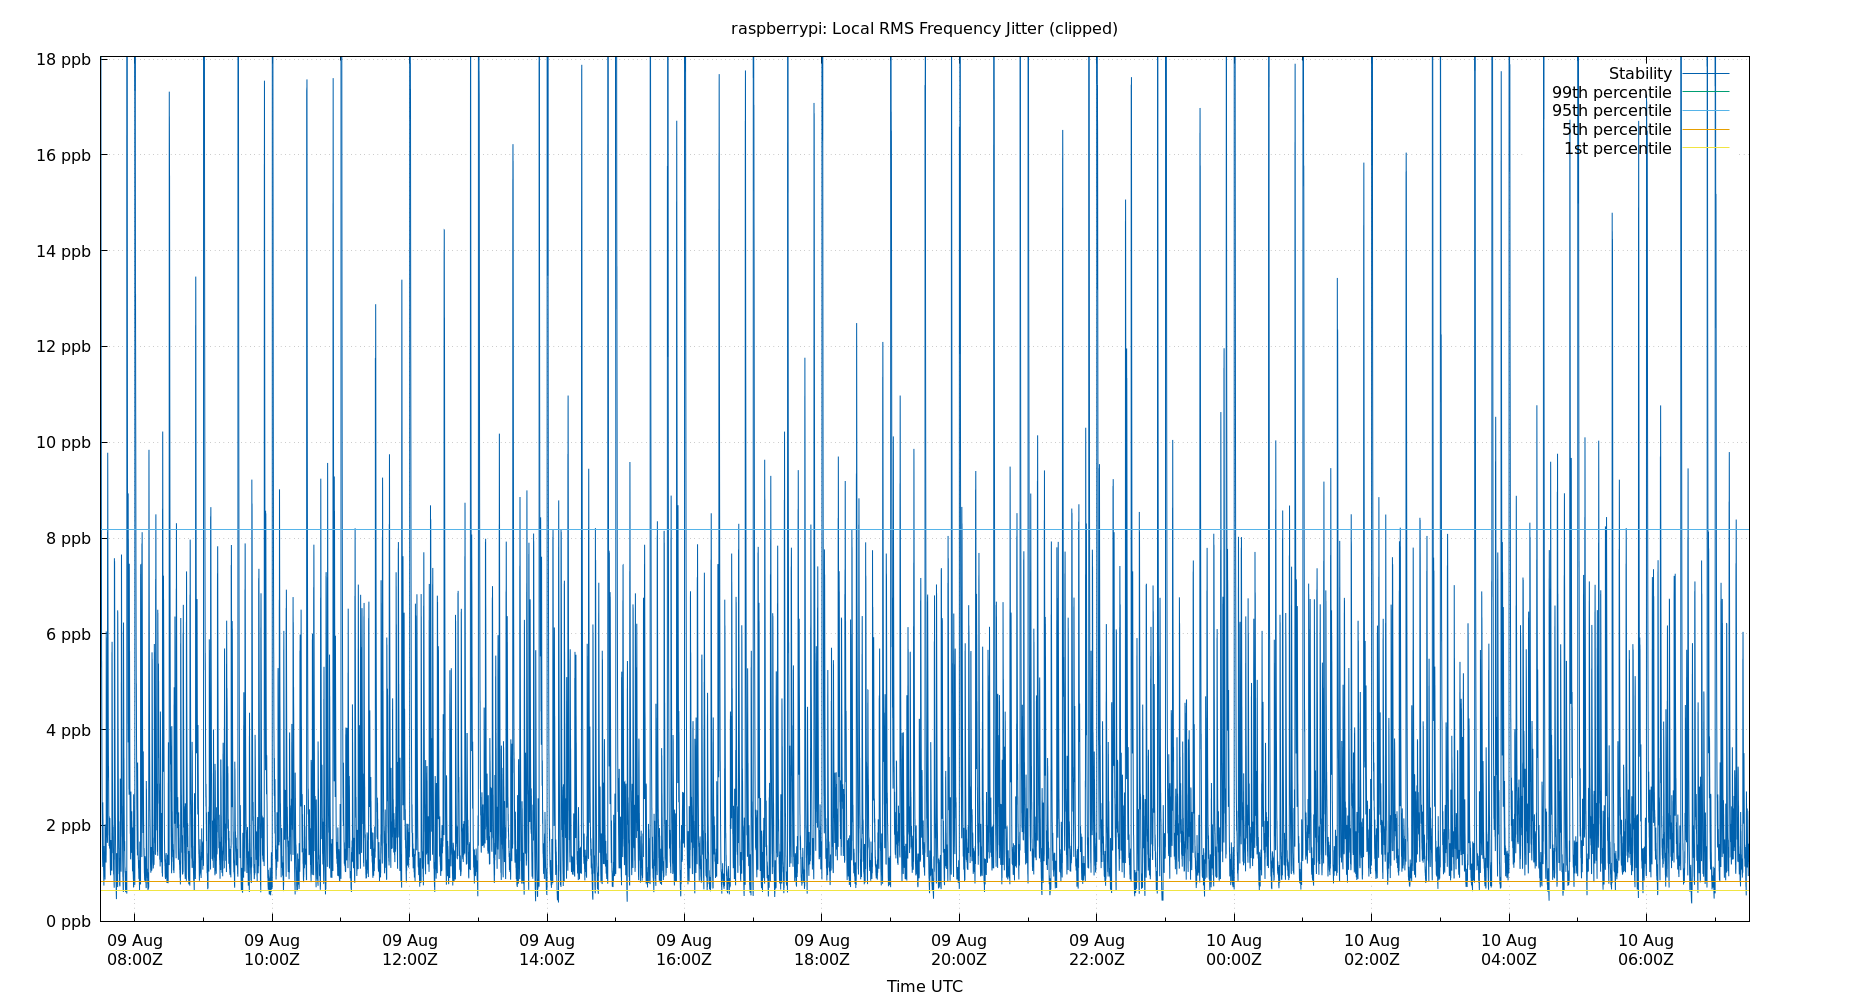 raspberrypi: Local RMS Frequency Jitter (clipped)
18 ppb
16 ppb
14 ppb
12 ppb
10 ppb
8 ppb
6 ppb
4 ppb
2 ppb
0 ppb
Stability
99th percentile
95th percentile
5th percentile
1st percentile
09 Aug 09 Aug 09 Aug 09 Aug 09 Aug 09 Aug 09 Aug 09 Aug 10 Aug 10 Aug 10 Aug 10 Aug
08:00Z 10:00Z 12:00Z 14:00Z 16:00Z 18:00Z 20:00Z 22:00Z 00:00Z 02:00Z 04:00Z 06:00Z
Time UTC